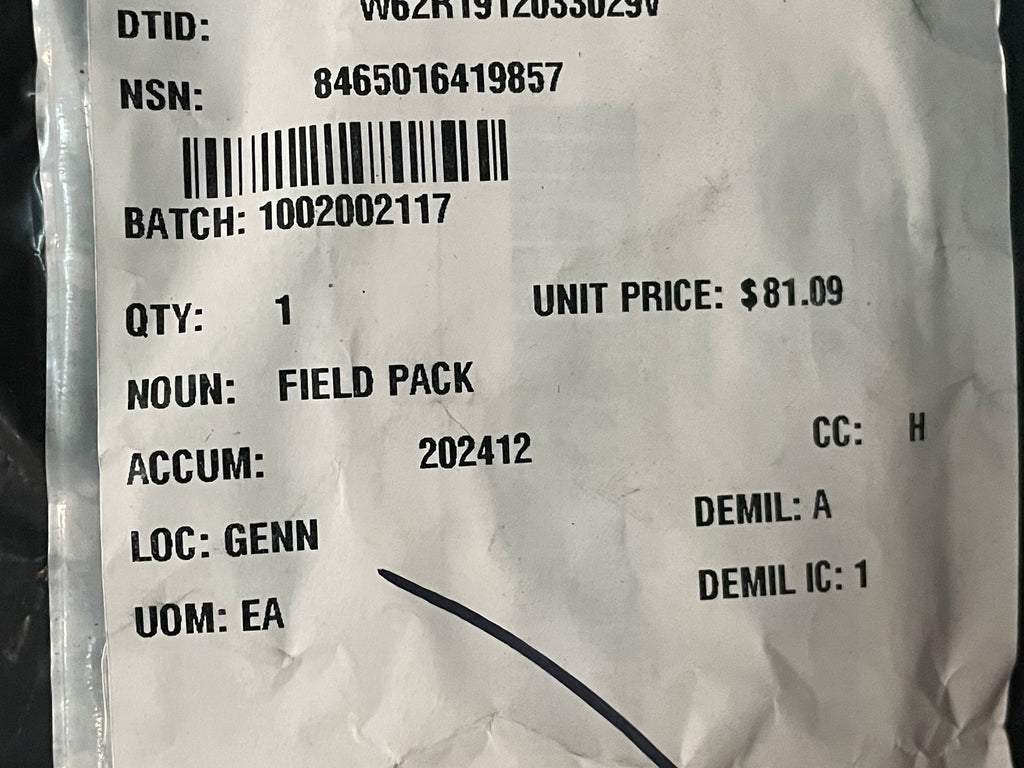 DTID: W62R1912033029V
NSN: 8465016419857
BATCH: 1002002117
QTY: 1 UNIT PRICE: $81.09
NOUN: FIELD PACK
ACCUM: 202412 CC: H
LOC: GENN DEMIL: A
UOM: EA DEMIL IC: 1